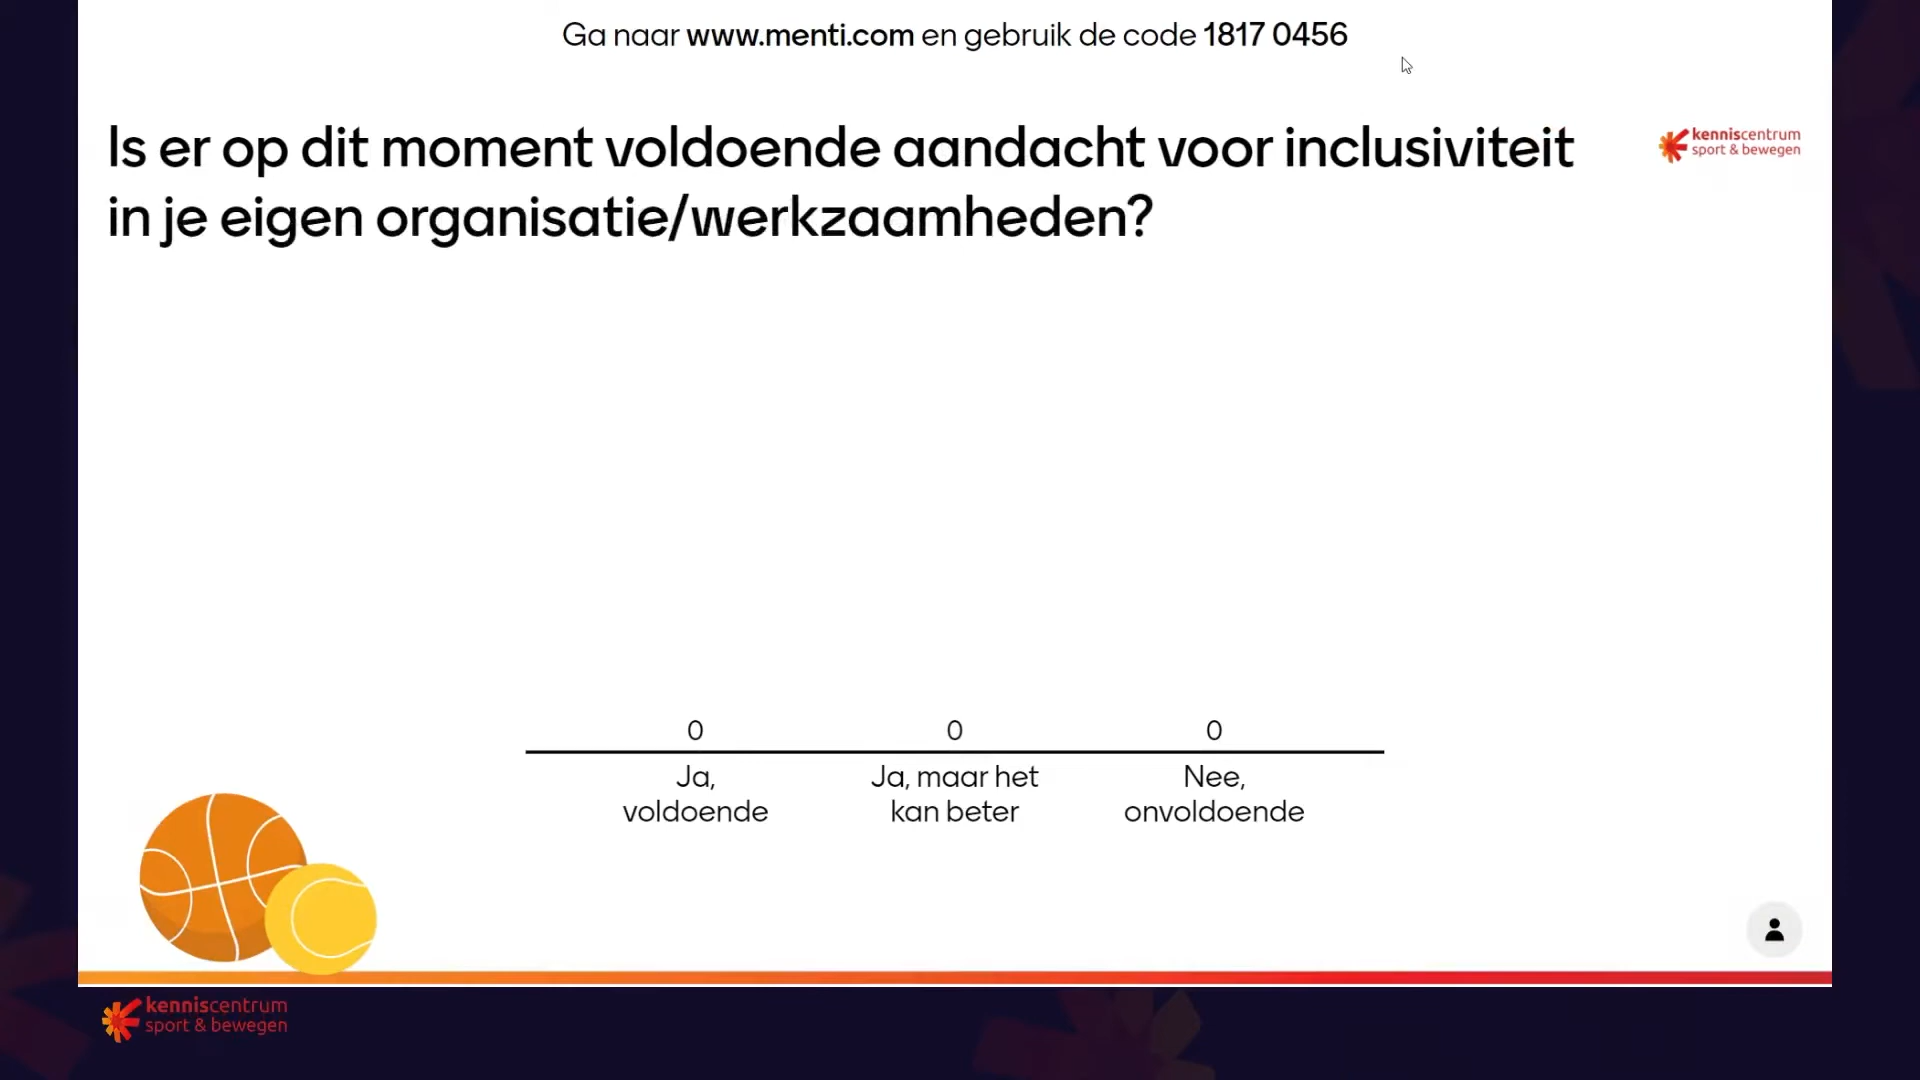 Ga naar www.menti.com en gebruik de code 1817 0456
Is er op dit moment voldoende aandacht voor inclusiviteit
in je eigen organisatie/werkzaamheden?
kenniscentrum
sport & bewegen
0
0
0
Ja,
voldoende
Ja, maar het
kan beter
Nee,
onvoldoende
kenniscentrum
sport & bewegen